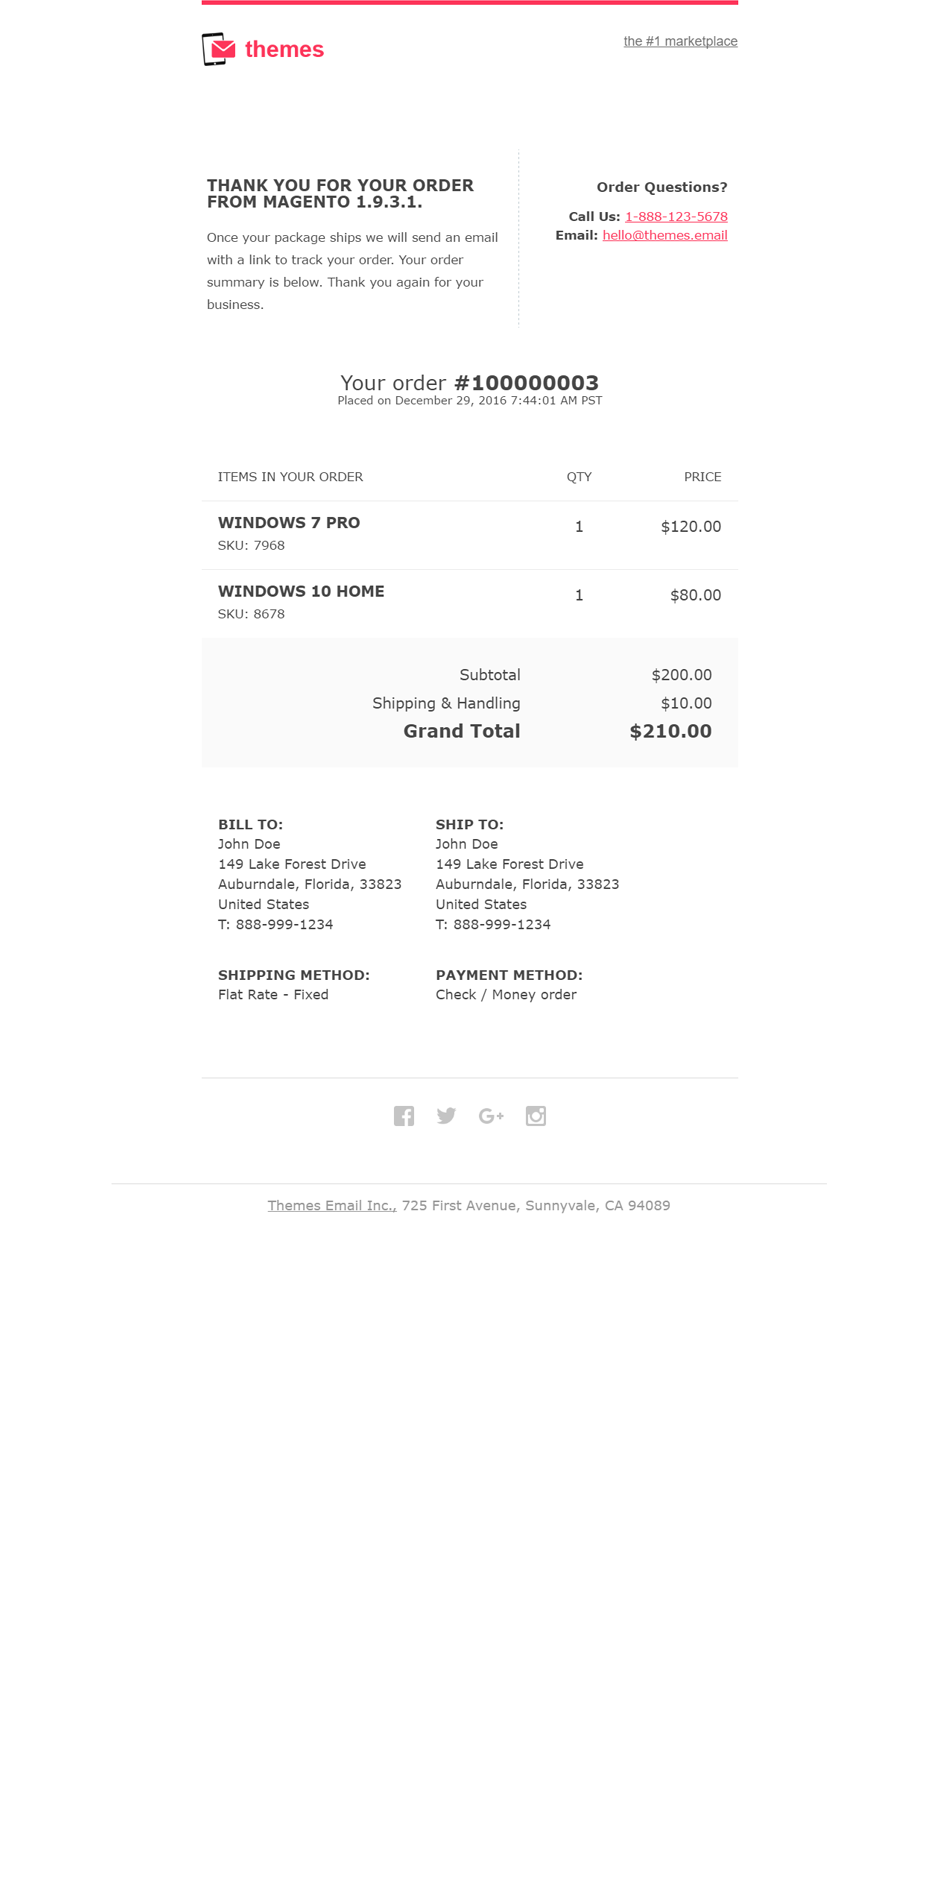 themes
the #1 marketplace
THANK YOU FOR YOUR ORDER
FROM MAGENTO 1.9.3.1.
Once your package ships we will send an email
with a link to track your order. Your order
summary is below. Thank you again for your
business.
Order Questions?
Call Us: 1-888-123-5678
Email: hello@themes.email
Your order #100000003
Placed on December 29, 2016 7:44:01 AM PST
ITEMS IN YOUR ORDER QTY PRICE
WINDOWS 7 PRO 1 $120.00
SKU: 7968
WINDOWS 10 HOME 1 $80.00
SKU: 8678
Subtotal $200.00
Shipping & Handling $10.00
Grand Total $210.00
BILL TO:
John Doe
149 Lake Forest Drive
Auburndale, Florida, 33823
United States
T: 888-999-1234
SHIP TO:
John Doe
149 Lake Forest Drive
Auburndale, Florida, 33823
United States
T: 888-999-1234
SHIPPING METHOD:
Flat Rate - Fixed
PAYMENT METHOD:
Check / Money order
Themes Email Inc., 725 First Avenue, Sunnyvale, CA 94089